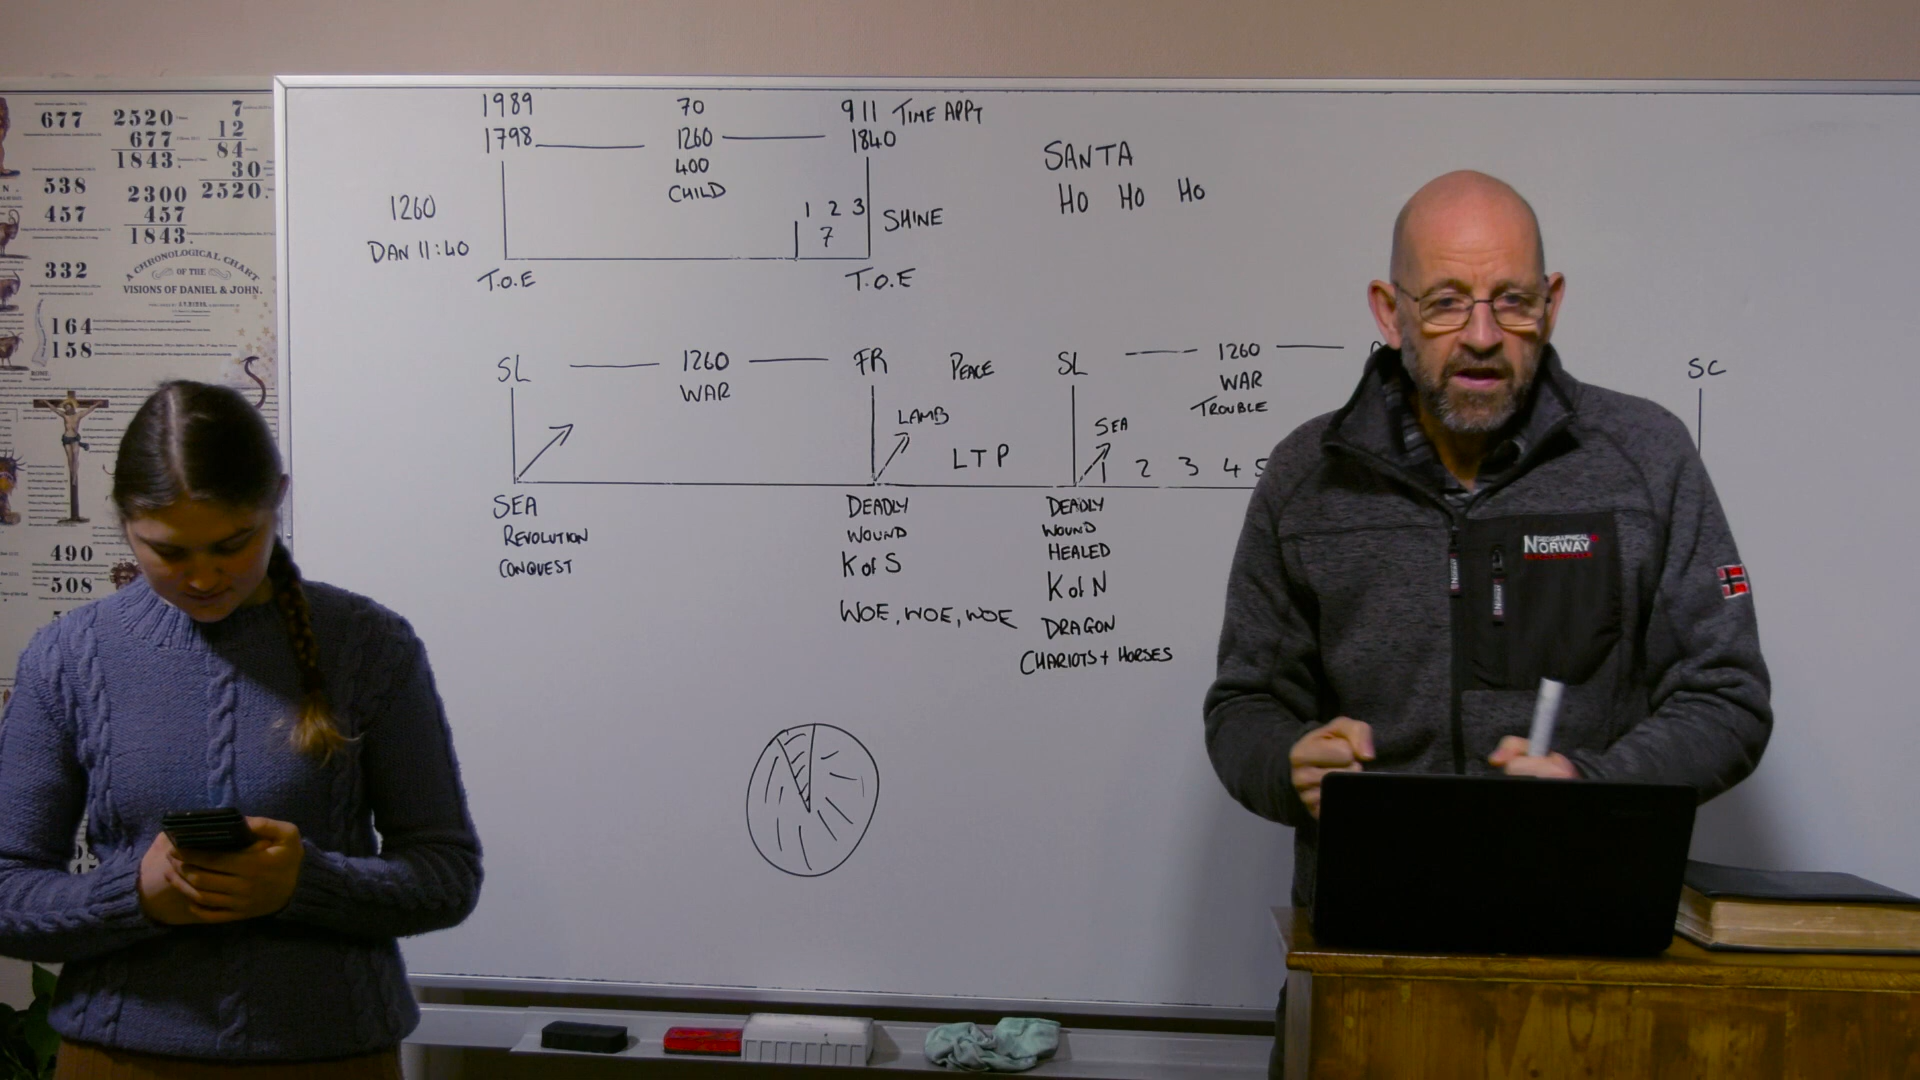 1989 70 911 TIME APPT
1798 1260 1840
400
CHILD
1260
DAN 11:40
1 2 3
7
SHINE
T.O.E T.O.E
SANTA
HO HO HO
SL 1260 FR PEACE SL 1260 SC
WAR WAR
TROUBLE
LAMB SEA
LTP 1 2 3 4 5
SEA
REVOLUTION
CONQUEST
DEADLY
WOUND
K of S
WOE, WOE, WOE
DEADLY
WOUND
HEALED
K of N
DRAGON
CHARIOTS + HORSES
677
538
457
332
164
158
490
508
2520
677
1843.
2300
457
1843.
7
12
84
30
2520.
A CHRONOLOGICAL CHART
OF THE
VISIONS OF DANIEL & JOHN.
GEOGRAPHICAL
NORWAY